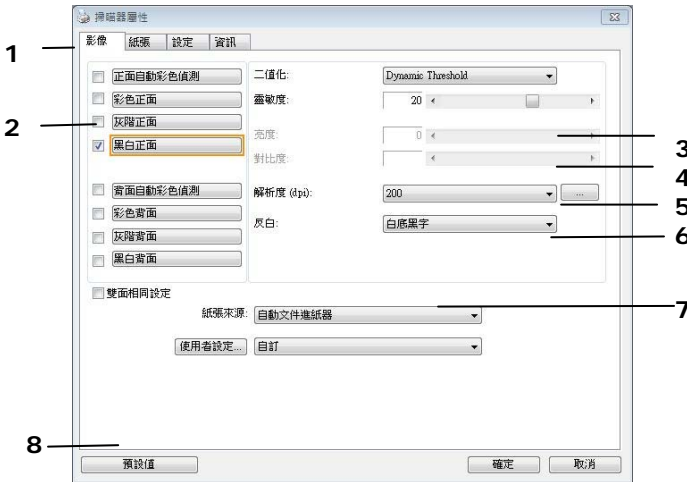 掃瞄器屬性
1
影像 紙張 設定 資訊
正面自動彩色偵測
二值化: Dynamic Threshold
彩色正面
靈敏度: 20
2
灰階正面
亮度: 0
3
黑白正面
對比度:
4
背面自動彩色偵測
解析度 (dpi): 200 ...
5
彩色背面
反白: 白底黑字
6
灰階背面
黑白背面
雙面相同設定
紙張來源: 自動文件進紙器
7
使用者設定... 自訂
8
預設值 確定 取消